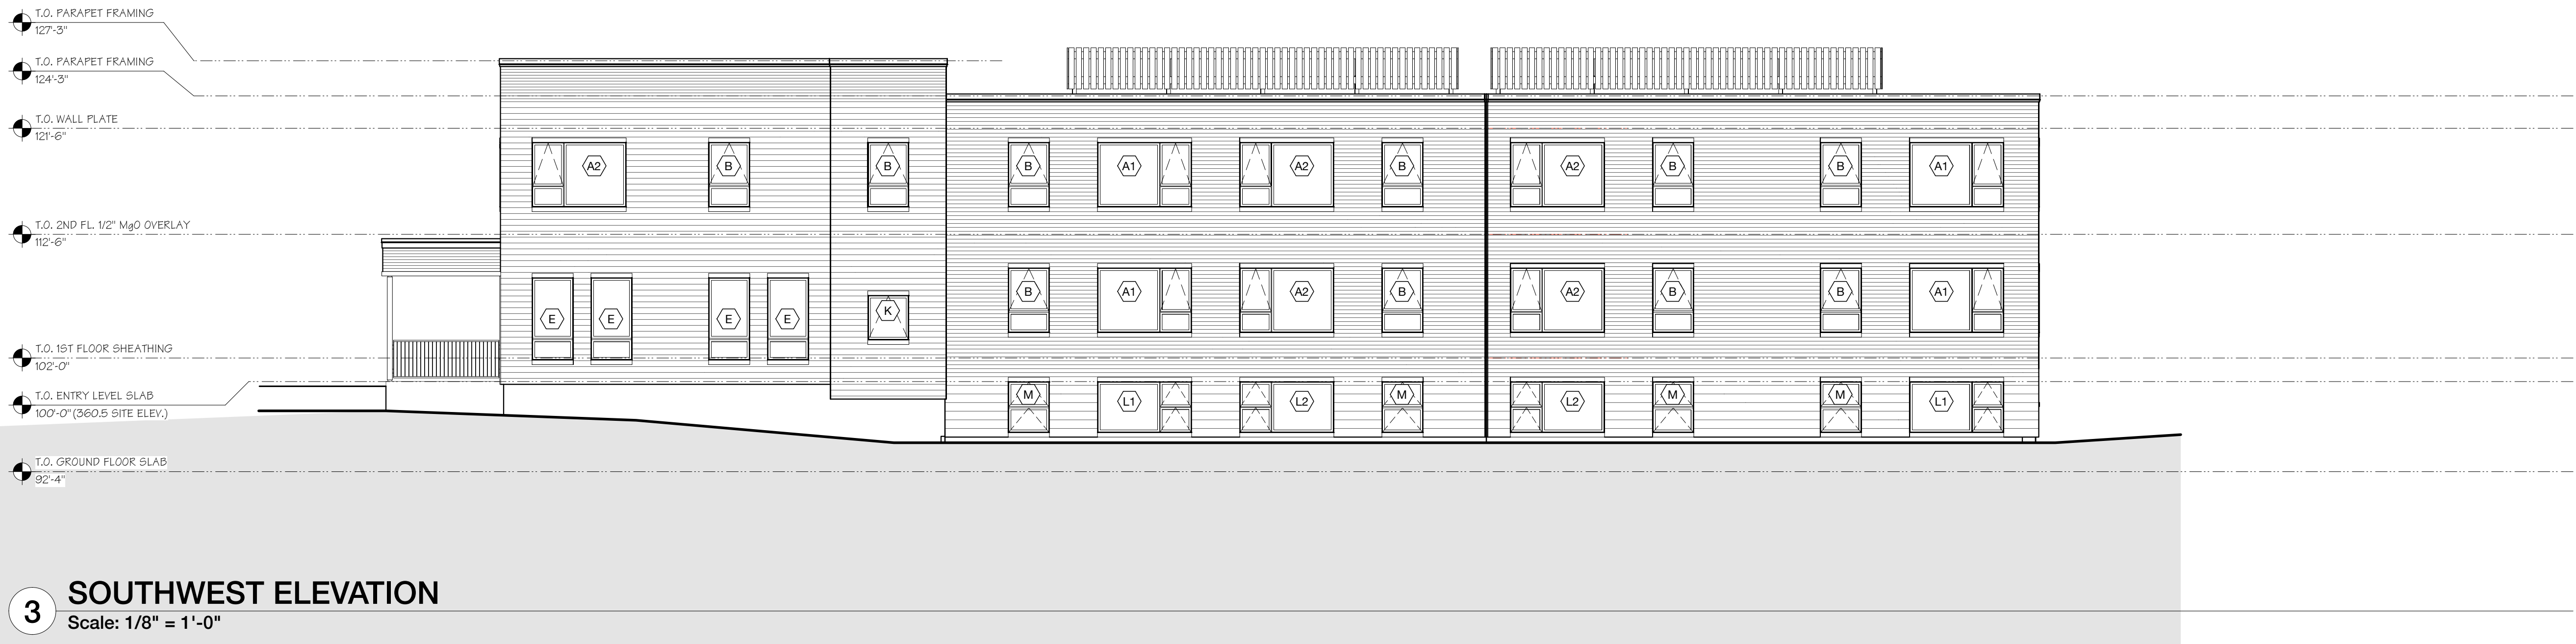 T.O. PARAPET FRAMING
127'-3"
T.O. PARAPET FRAMING
124'-3"
T.O. WALL PLATE
121'-6"
A2 B B B A1 A2 B A2 B B A1
T.O. 2ND FL. 1/2" MgO OVERLAY
112'-6"
B A1 A2 B A2 B B A1
E E E E K
T.O. 1ST FLOOR SHEATHING
102'-0"
T.O. ENTRY LEVEL SLAB
100'-0" (360.5 SITE ELEV.)
M L1 L2 M L2 M M L1
T.O. GROUND FLOOR SLAB
92'-4"
3 SOUTHWEST ELEVATION
Scale: 1/8" = 1'-0"